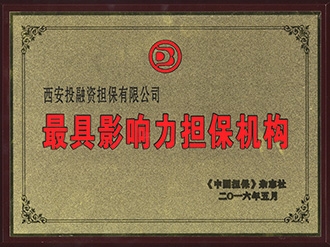 西安投融资担保有限公司
最具影响力担保机构
《中国担保》杂志社
二〇一六年五月